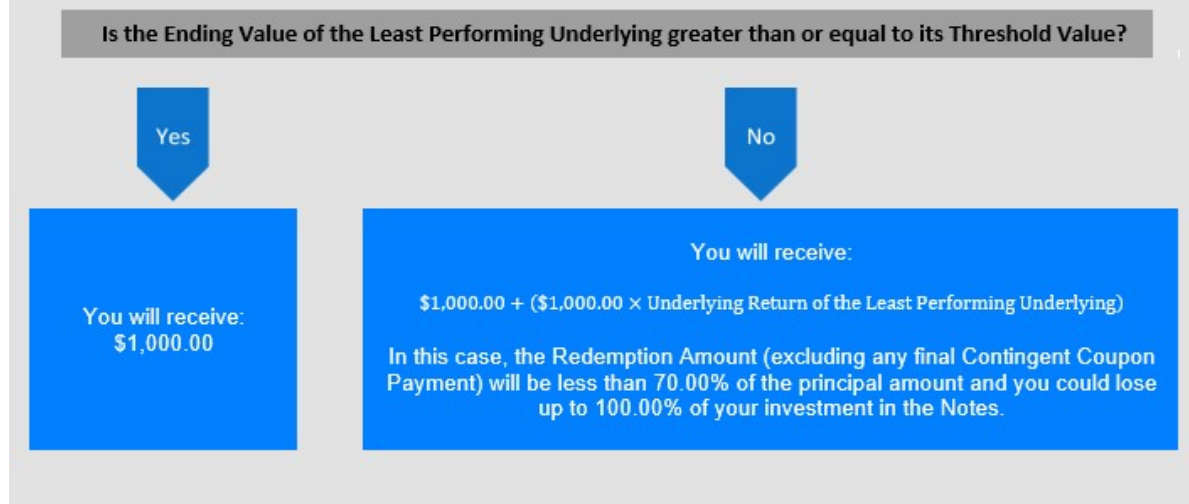 Is the Ending Value of the Least Performing Underlying greater than or equal to its Threshold Value?
Yes
No
You will receive:
$1,000.00
You will receive:
$1,000.00 + ($1,000.00 × Underlying Return of the Least Performing Underlying)
In this case, the Redemption Amount (excluding any final Contingent Coupon
Payment) will be less than 70.00% of the principal amount and you could lose
up to 100.00% of your investment in the Notes.